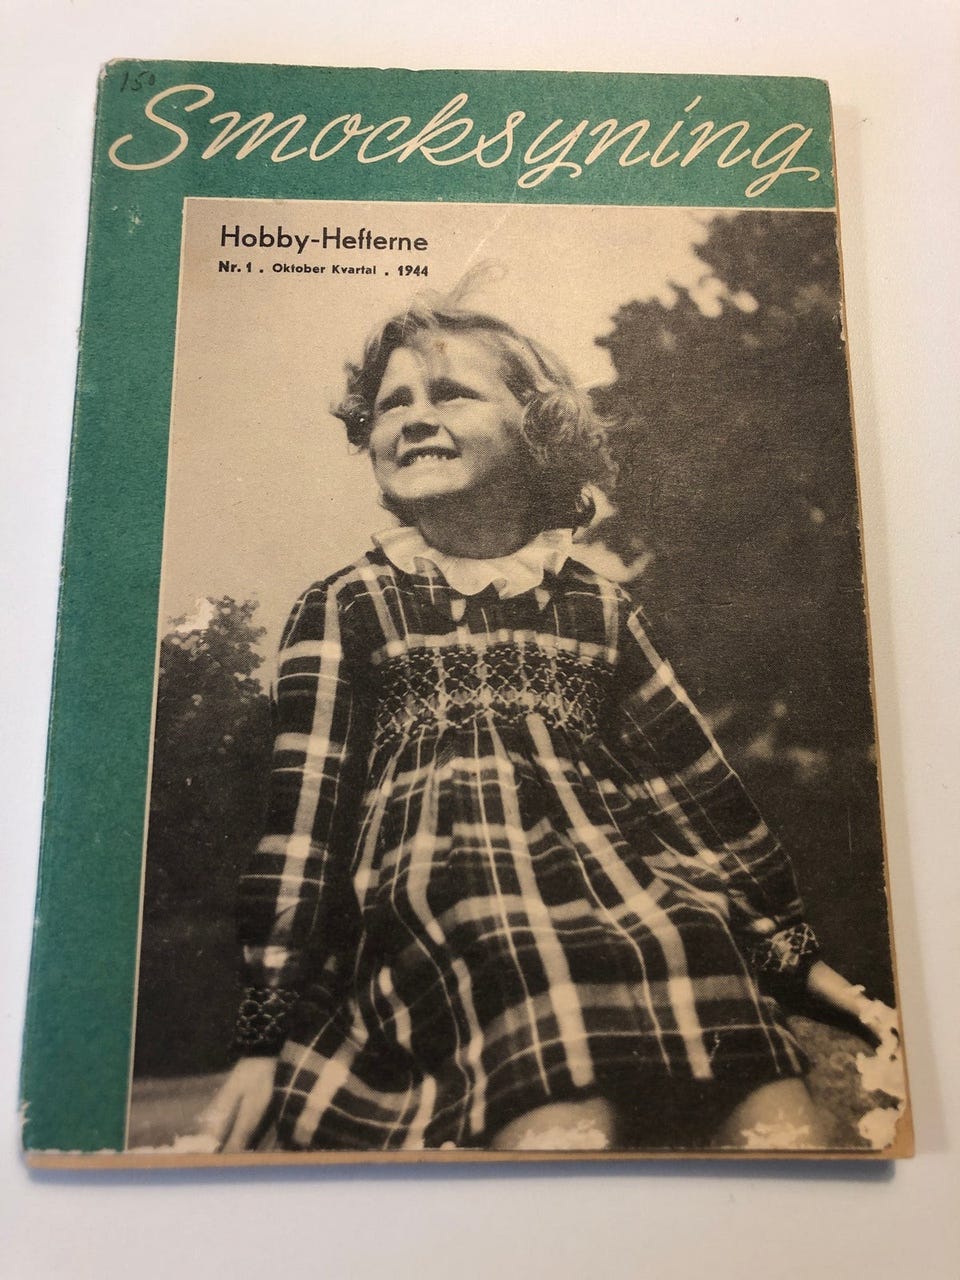 150
Smocksyning
Hobby-Hefterne
Nr. 1 . Oktober Kvartal . 1944